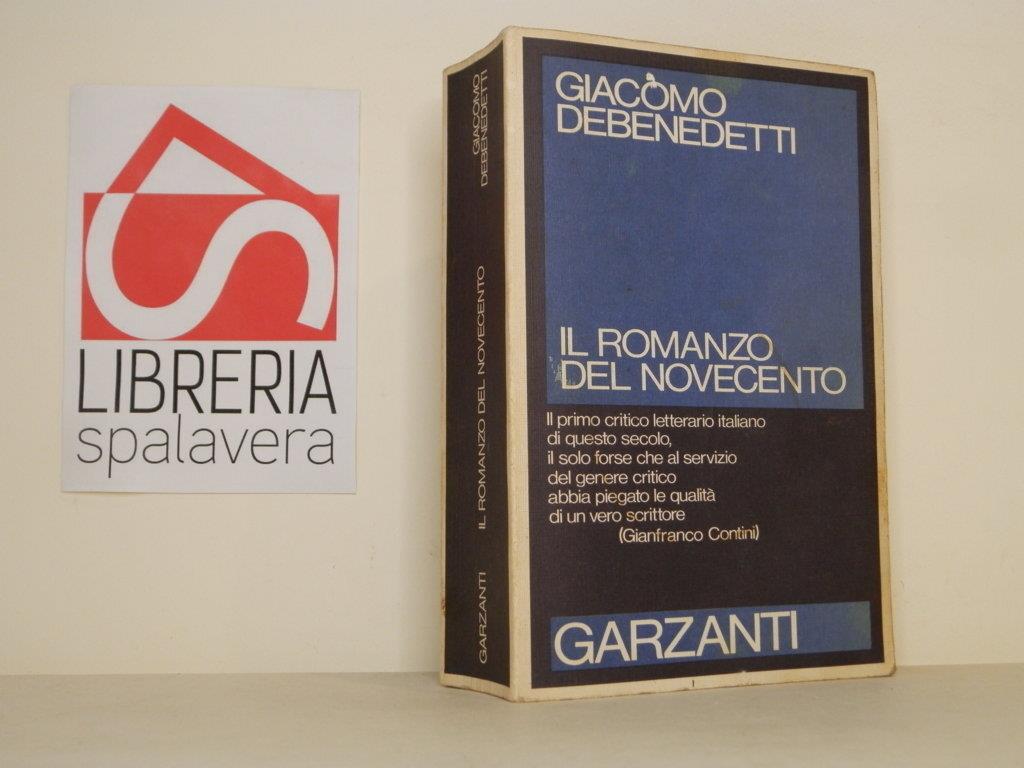 LIBRERIA
spalavera
GIACOMO
DEBENEDETTI
IL ROMANZO DEL NOVECENTO
GARZANTI
GIACOMO
DEBENEDETTI
IL ROMANZO
DEL NOVECENTO
Il primo critico letterario italiano
di questo secolo,
il solo forse che al servizio
del genere critico
abbia piegato le qualità
di un vero scrittore
(Gianfranco Contini)
GARZANTI